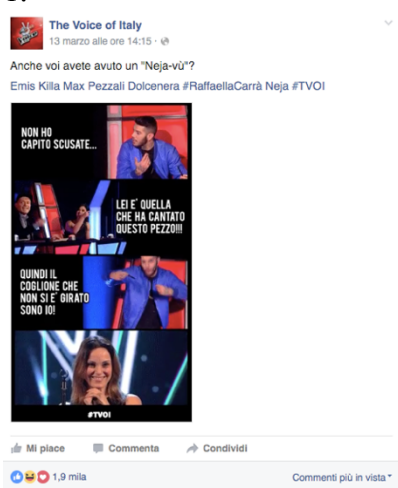 The Voice of Italy
13 marzo alle ore 14:15 ·
Anche voi avete avuto un "Neja-vù"?
Emis Killa Max Pezzali Dolcenera #RaffaellaCarrà Neja #TVOI
NON HO
CAPITO SCUSATE...
LEI E' QUELLA
CHE HA CANTATO
QUESTO PEZZO!!!
QUINDI IL
COGLIONE CHE
NON SI E' GIRATO
SONO IO!
#TVOI
Mi piace Commenta Condividi
1,9 mila Commenti più in vista